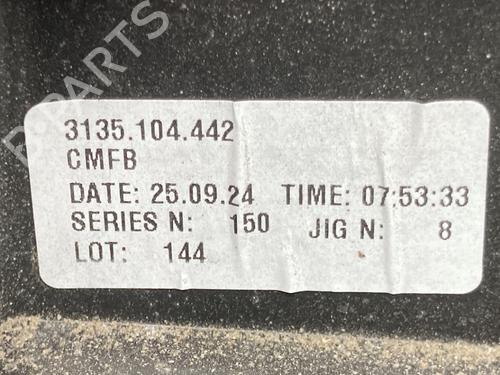 3135.104.442
CMFB
DATE: 25.09.24 TIME: 07:53:33
SERIES N: 150 JIG N: 8
LOT: 144